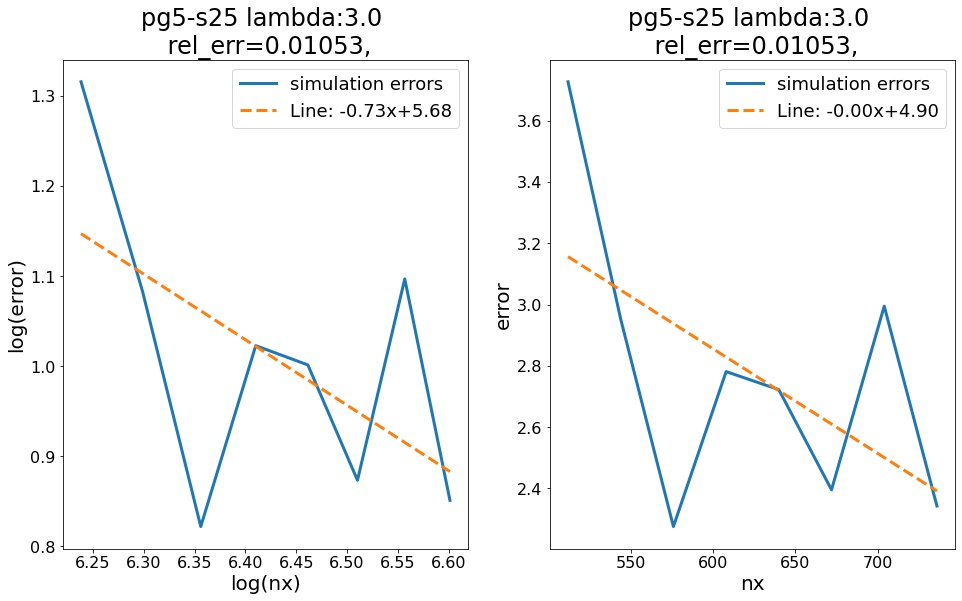 pg5-s25 lambda:3.0
rel_err=0.01053,
simulation errors
Line: -0.73x+5.68
log(error)
1.3
1.2
1.1
1.0
0.9
0.8
6.25 6.30 6.35 6.40 6.45 6.50 6.55 6.60
log(nx)
pg5-s25 lambda:3.0
rel_err=0.01053,
simulation errors
Line: -0.00x+4.90
error
3.6
3.4
3.2
3.0
2.8
2.6
2.4
550 600 650 700
nx